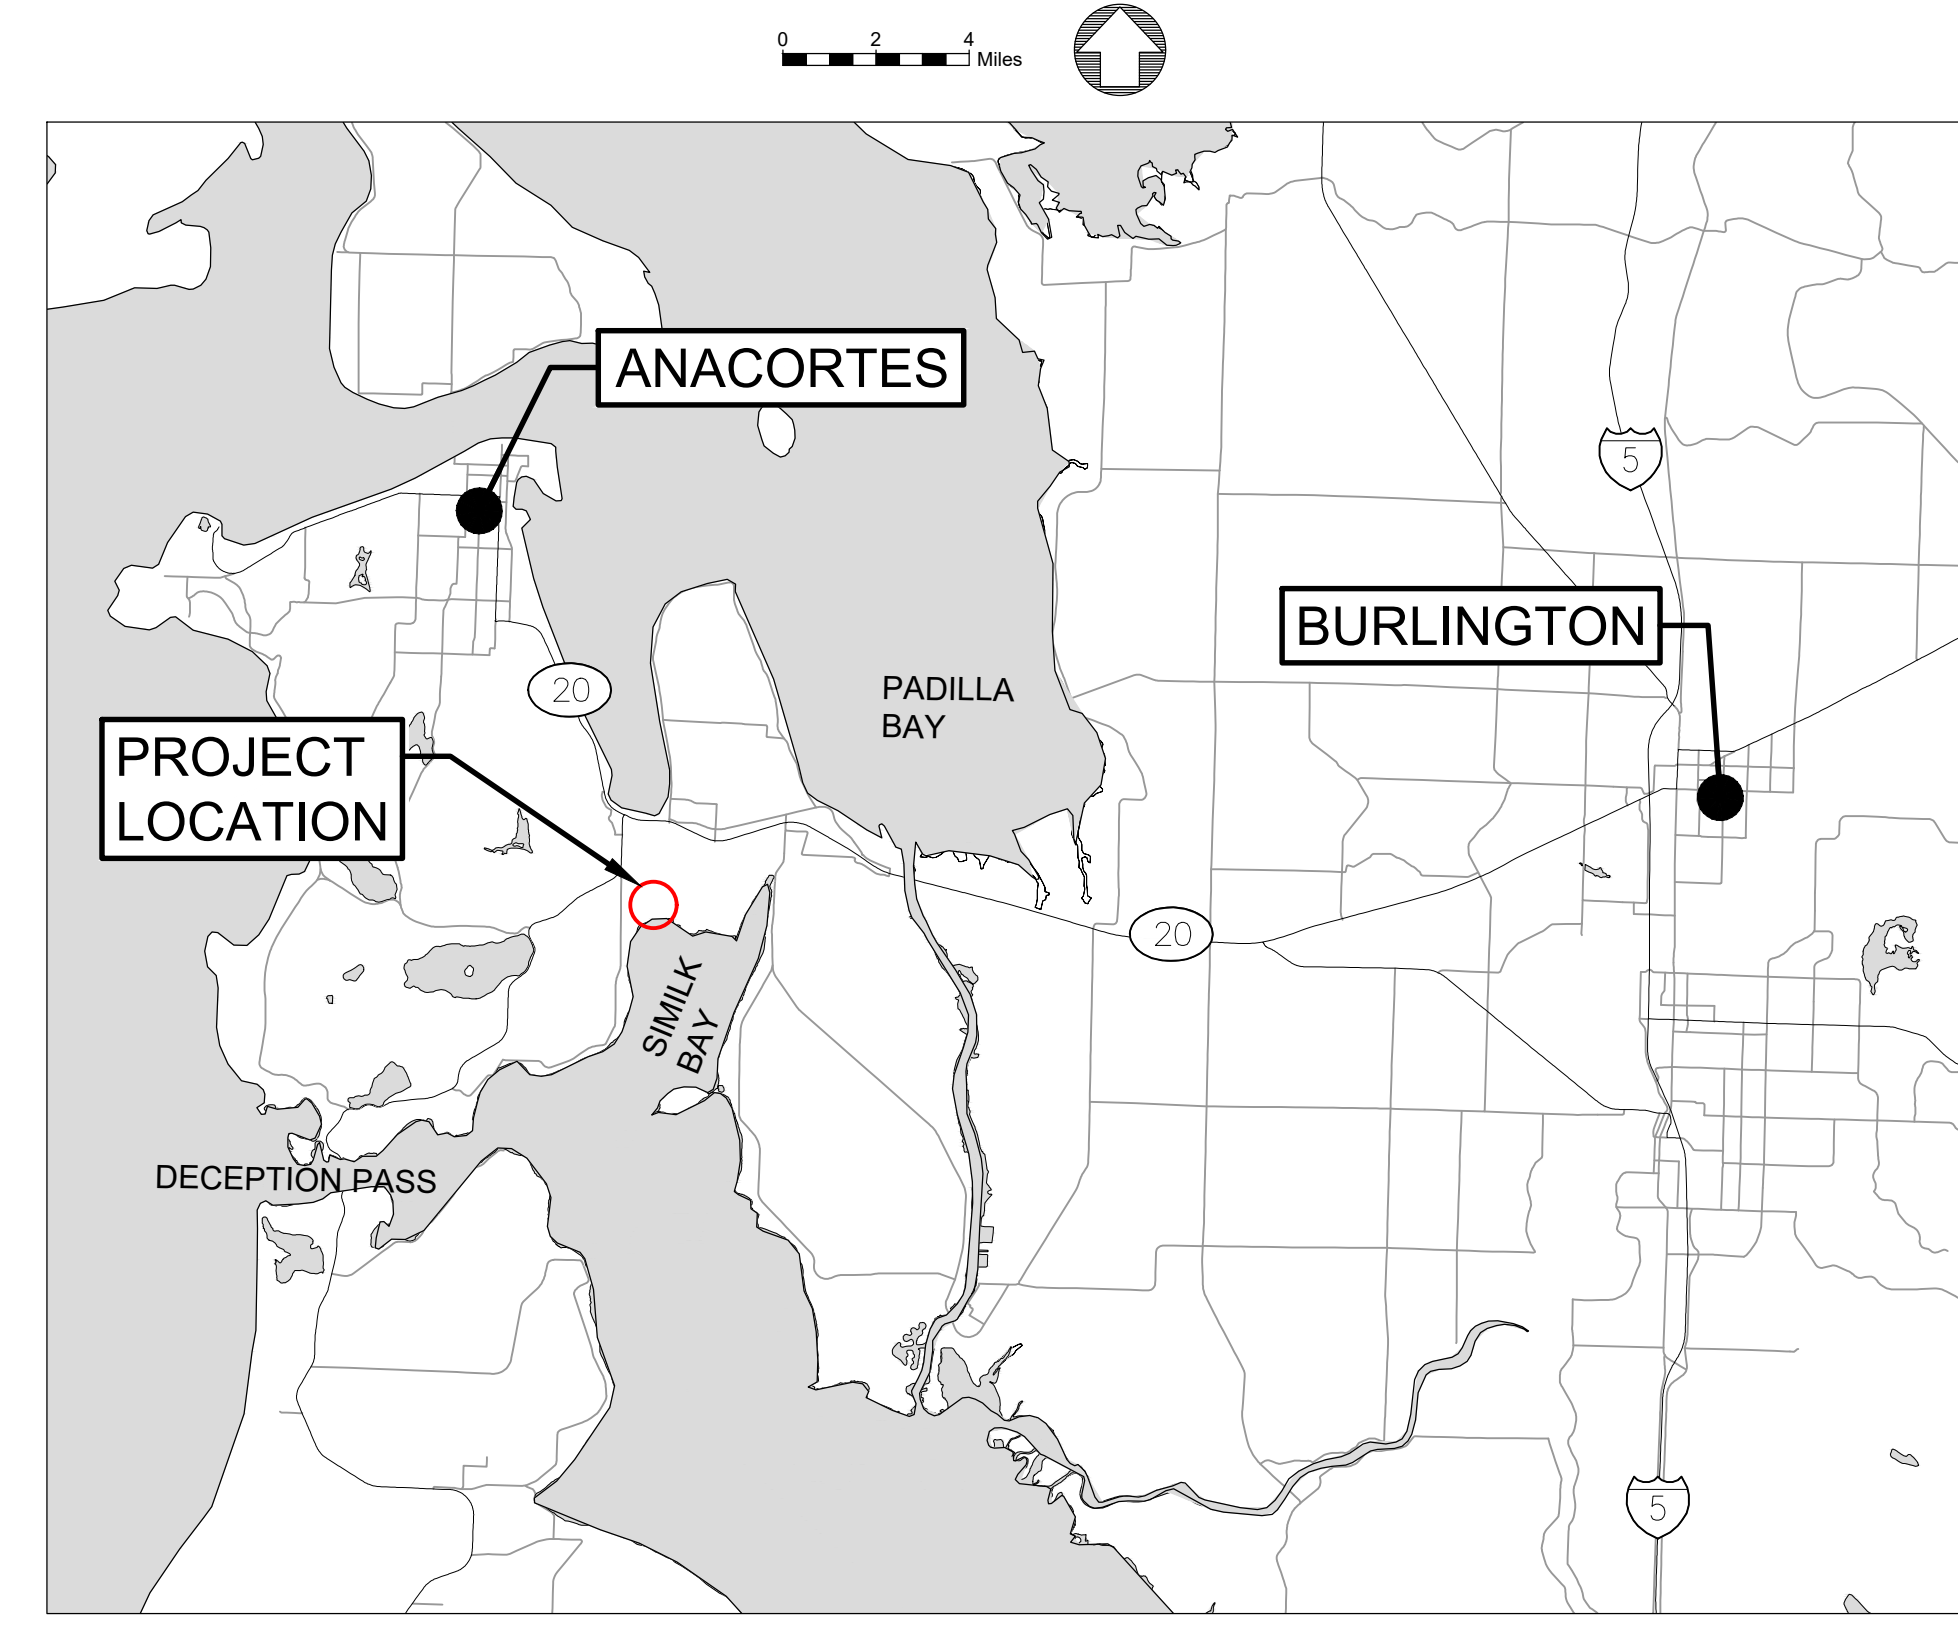 0 2 4
Miles
ANACORTES
5
BURLINGTON
20
PADILLA
BAY
PROJECT
LOCATION
20
SIMILK
BAY
DECEPTION PASS
5